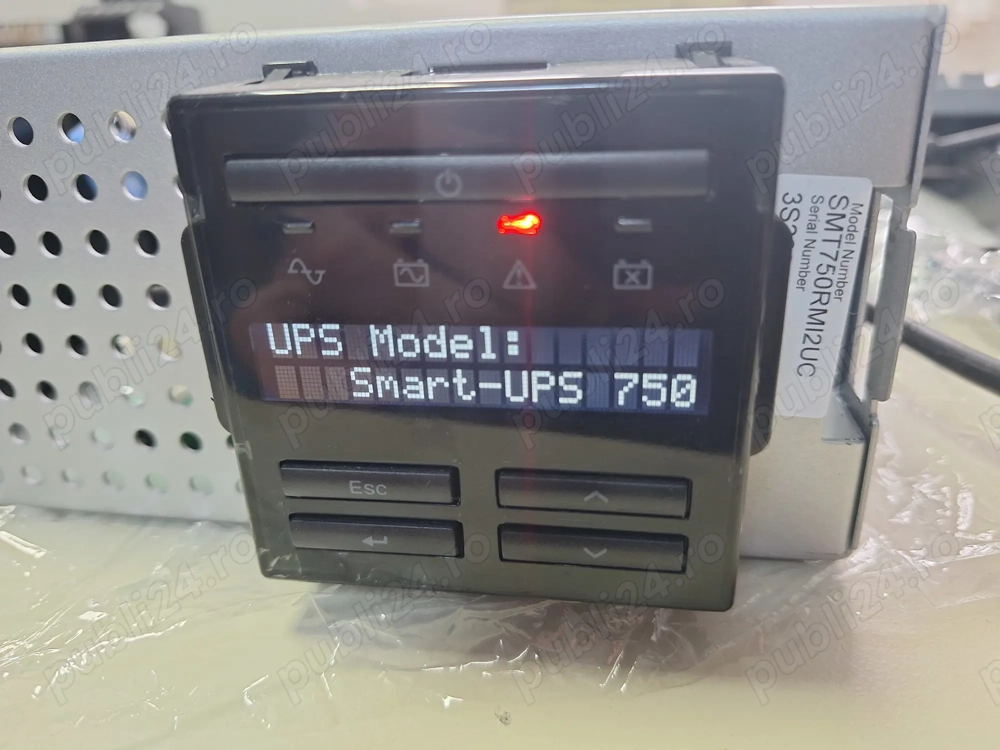 UPS Model:
Smart-UPS 750
Esc
Model Number
SMT750RMI2UC
Serial Number
publi24.ro